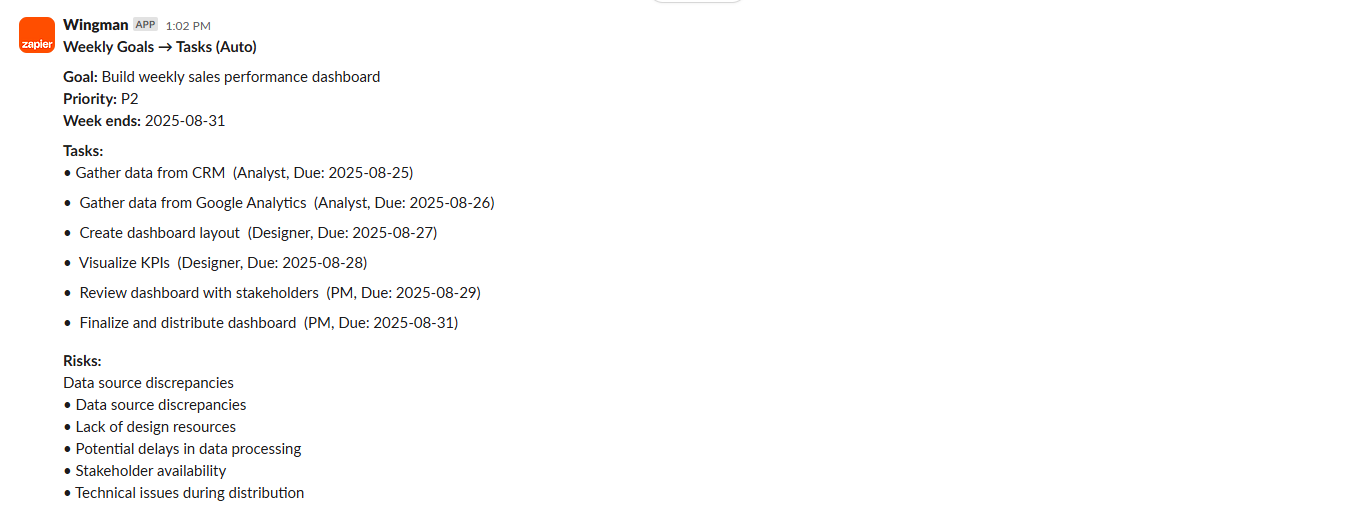 Wingman APP 1:02 PM
zapier
Weekly Goals → Tasks (Auto)
Goal: Build weekly sales performance dashboard
Priority: P2
Week ends: 2025-08-31
Tasks:
• Gather data from CRM (Analyst, Due: 2025-08-25)
• Gather data from Google Analytics (Analyst, Due: 2025-08-26)
• Create dashboard layout (Designer, Due: 2025-08-27)
• Visualize KPIs (Designer, Due: 2025-08-28)
• Review dashboard with stakeholders (PM, Due: 2025-08-29)
• Finalize and distribute dashboard (PM, Due: 2025-08-31)
Risks:
Data source discrepancies
• Data source discrepancies
• Lack of design resources
• Potential delays in data processing
• Stakeholder availability
• Technical issues during distribution